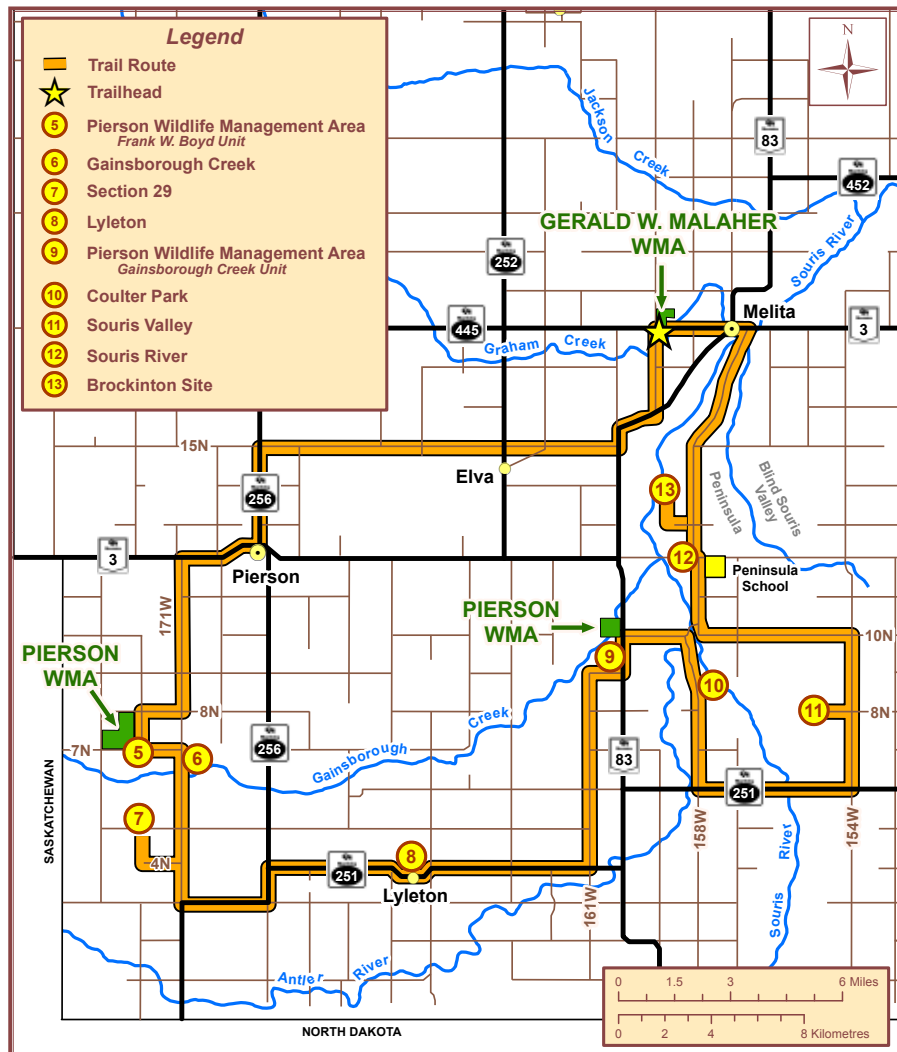 Legend
Trail Route
Trailhead
5 Pierson Wildlife Management Area
Frank W. Boyd Unit
6 Gainsborough Creek
7 Section 29
8 Lyleton
9 Pierson Wildlife Management Area
Gainsborough Creek Unit
10 Coulter Park
11 Souris Valley
12 Souris River
13 Brockinton Site
N
Jackson
Creek
83
452
GERALD W. MALAHER
WMA
Souris River
252
445
Graham Creek
Melita
3
15N
Elva
256
13
Peninsula
Blind Souris
Valley
3
Pierson
12
Peninsula
School
171W
PIERSON
WMA
10N
PIERSON
WMA
9
10
8N
11
8N
7N
5
6
256
Gainsborough
Creek
83
251
SASKATCHEWAN
7
158W
154W
4N
8
251
Lyleton
161W
Souris
River
Antler
River
NORTH DAKOTA
0 1.5 3 6 Miles
0 2 4 8 Kilometres